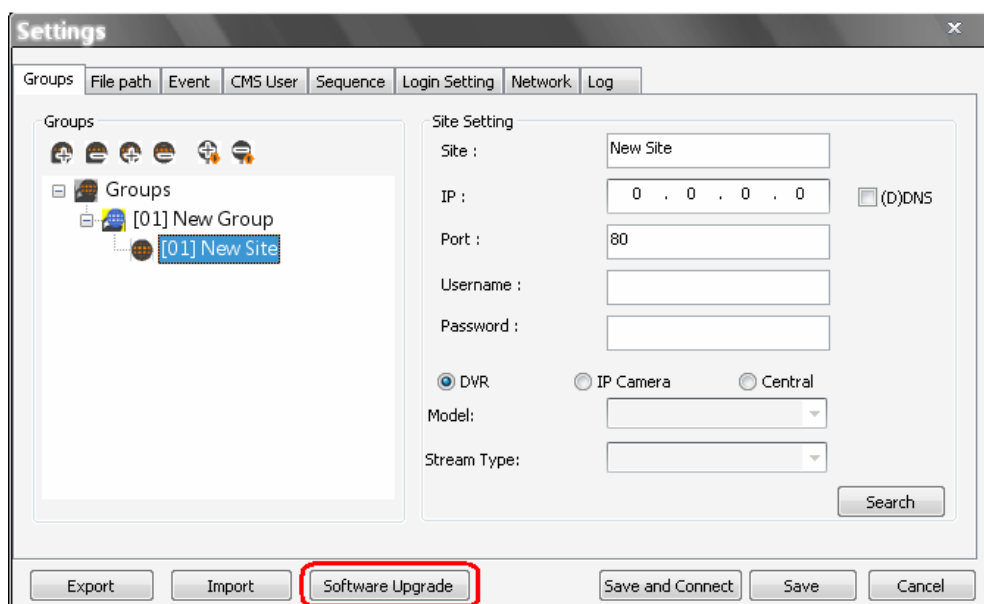 Settings
Groups File path Event CMS User Sequence Login Setting Network Log
Groups
Groups
[01] New Group
[01] New Site
Site Setting
Site : New Site
IP : 0 . 0 . 0 . 0 (D)DNS
Port : 80
Username :
Password :
DVR IP Camera Central
Model:
Stream Type:
Search
Export Import Software Upgrade Save and Connect Save Cancel